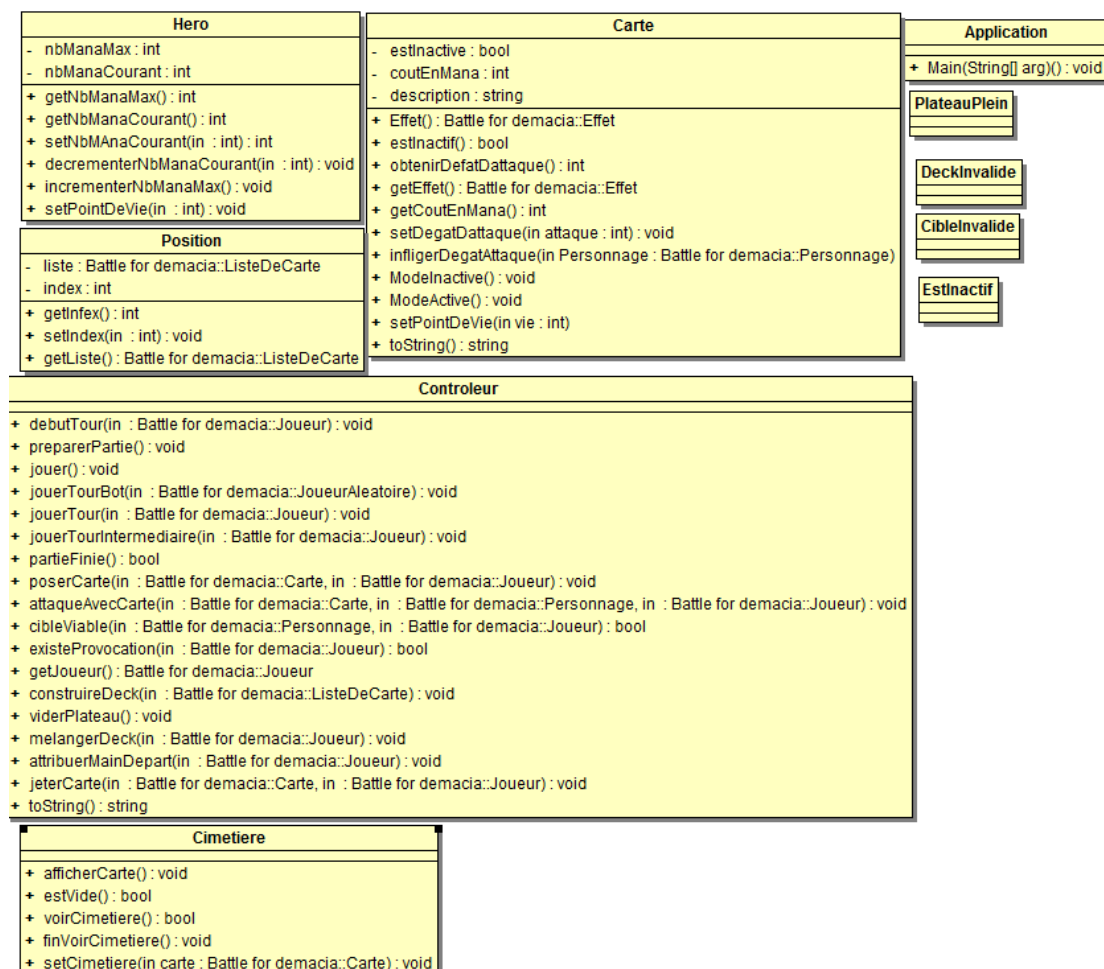 Hero
- nbManaMax : int
- nbManaCourant : int
+ getNbManaMax() : int
+ getNbManaCourant() : int
+ setNbMAnaCourant(in : int) : int
+ decrementerNbManaCourant(in : int) : void
+ incrementerNbManaMax() : void
+ setPointDeVie(in : int) : void
Position
- liste : Battle for demacia::ListeDeCarte
- index : int
+ getInfex() : int
+ setIndex(in : int) : void
+ getListe() : Battle for demacia::ListeDeCarte
Carte
- estInactive : bool
- coutEnMana : int
- description : string
+ Effet() : Battle for demacia::Effet
+ estInactif() : bool
+ obtenirDefatDattaque() : int
+ getEffet() : Battle for demacia::Effet
+ getCoutEnMana() : int
+ setDegatDattaque(in attaque : int) : void
+ infligerDegatAttaque(in Personnage : Battle for demacia::Personnage)
+ ModeInactive() : void
+ ModeActive() : void
+ setPointDeVie(in vie : int)
+ toString() : string
Application
+ Main(String[] arg)() : void
PlateauPlein
DeckInvalide
CibleInvalide
EstInactif
Controleur
+ debutTour(in : Battle for demacia::Joueur) : void
+ preparerPartie() : void
+ jouer() : void
+ jouerTourBot(in : Battle for demacia::JoueurAleatoire) : void
+ jouerTour(in : Battle for demacia::Joueur) : void
+ jouerTourIntermediaire(in : Battle for demacia::Joueur) : void
+ partieFinie() : bool
+ poserCarte(in : Battle for demacia::Carte, in : Battle for demacia::Joueur) : void
+ attaqueAvecCarte(in : Battle for demacia::Carte, in : Battle for demacia::Personnage, in : Battle for demacia::Joueur) : void
+ cibleViable(in : Battle for demacia::Personnage, in : Battle for demacia::Joueur) : bool
+ existeProvocation(in : Battle for demacia::Joueur) : bool
+ getJoueur() : Battle for demacia::Joueur
+ construireDeck(in : Battle for demacia::ListeDeCarte) : void
+ viderPlateau() : void
+ melangerDeck(in : Battle for demacia::Joueur) : void
+ attribuerMainDepart(in : Battle for demacia::Joueur) : void
+ jeterCarte(in : Battle for demacia::Carte, in : Battle for demacia::Joueur) : void
+ toString() : string
Cimetiere
+ afficherCarte() : void
+ estVide() : bool
+ voirCimetiere() : bool
+ finVoirCimetiere() : void
+ setCimetiere(in carte : Battle for demacia::Carte) : void